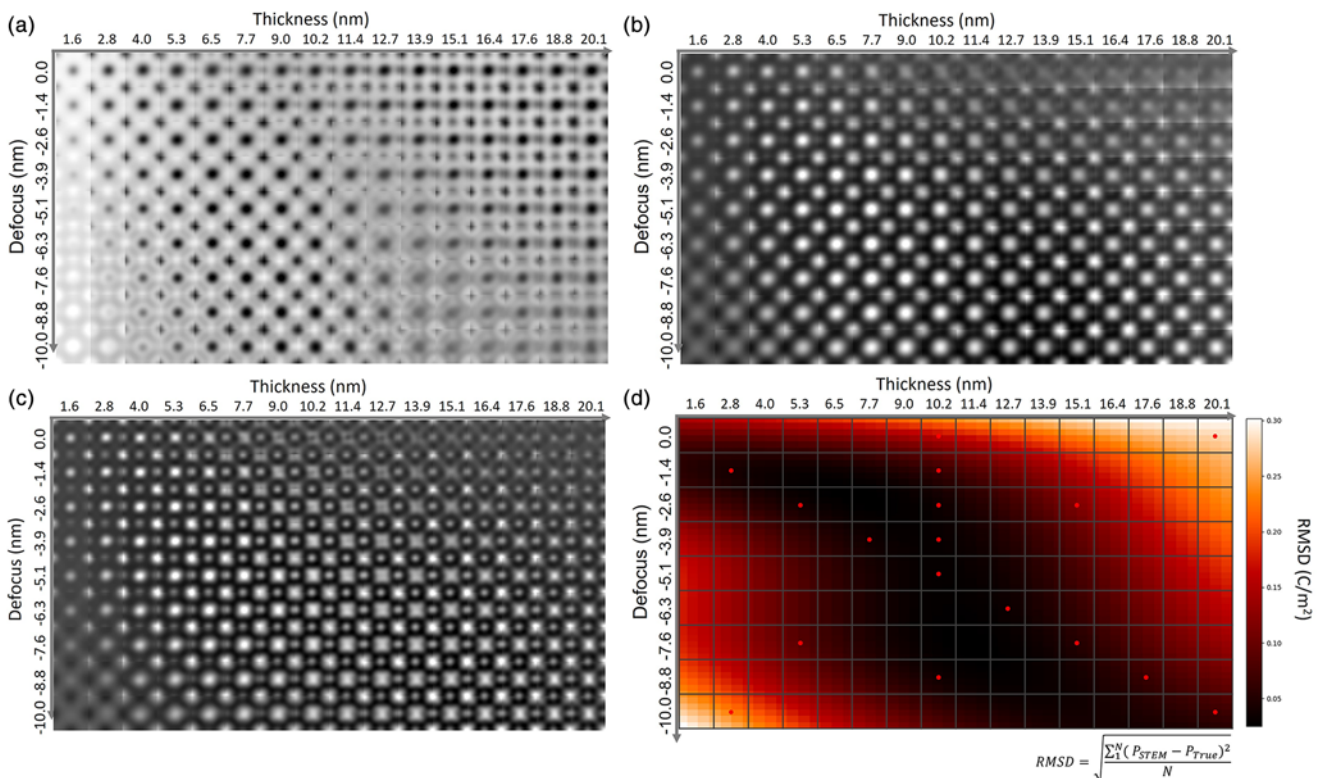 (a)
Thickness (nm)
1.6 2.8 4.0 5.3 6.5 7.7 9.0 10.2 11.4 12.7 13.9 15.1 16.4 17.6 18.8 20.1
Defocus (nm)
0.0 -1.4 -2.6 -3.9 -5.1 -6.3 -7.6 -8.8 -10.0
(b)
Thickness (nm)
1.6 2.8 4.0 5.3 6.5 7.7 9.0 10.2 11.4 12.7 13.9 15.1 16.4 17.6 18.8 20.1
Defocus (nm)
0.0 -1.4 -2.6 -3.9 -5.1 -6.3 -7.6 -8.8 -10.0
(c)
Thickness (nm)
1.6 2.8 4.0 5.3 6.5 7.7 9.0 10.2 11.4 12.7 13.9 15.1 16.4 17.6 18.8 20.1
Defocus (nm)
0.0 -1.4 -2.6 -3.9 -5.1 -6.3 -7.6 -8.8 -10.0
(d)
Thickness (nm)
1.6 2.8 4.0 5.3 6.5 7.7 9.0 10.2 11.4 12.7 13.9 15.1 16.4 17.6 18.8 20.1
Defocus (nm)
0.0 -1.4 -2.6 -3.9 -5.1 -6.3 -7.6 -8.8 -10.0
0.30
0.25
0.20
0.15
0.10
0.05
RMSD (C/m²)
RMSD = √(∑₁ᴺ(P_STEM − P_True)²/N)